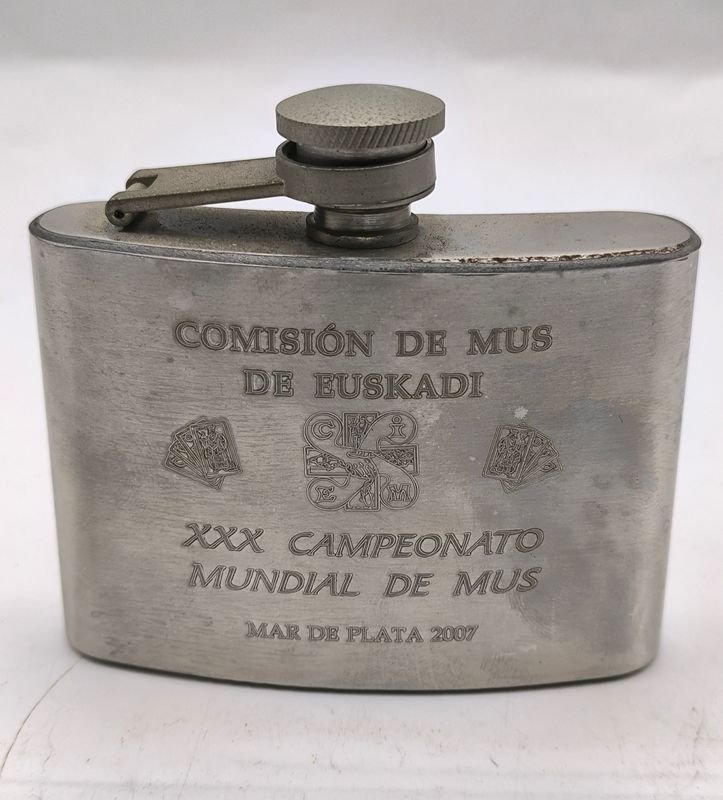 COMISIÓN DE MUS
DE EUSKADI
C I
E M
XXX CAMPEONATO
MUNDIAL DE MUS
MAR DE PLATA 2007